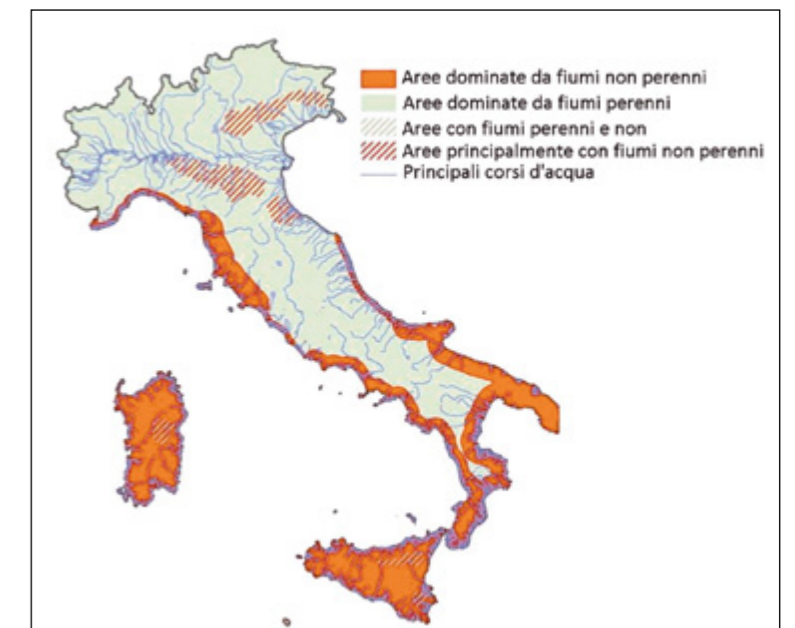 Aree dominate da fiumi non perenni
Aree dominate da fiumi perenni
Aree con fiumi perenni e non
Aree principalmente con fiumi non perenni
Principali corsi d'acqua